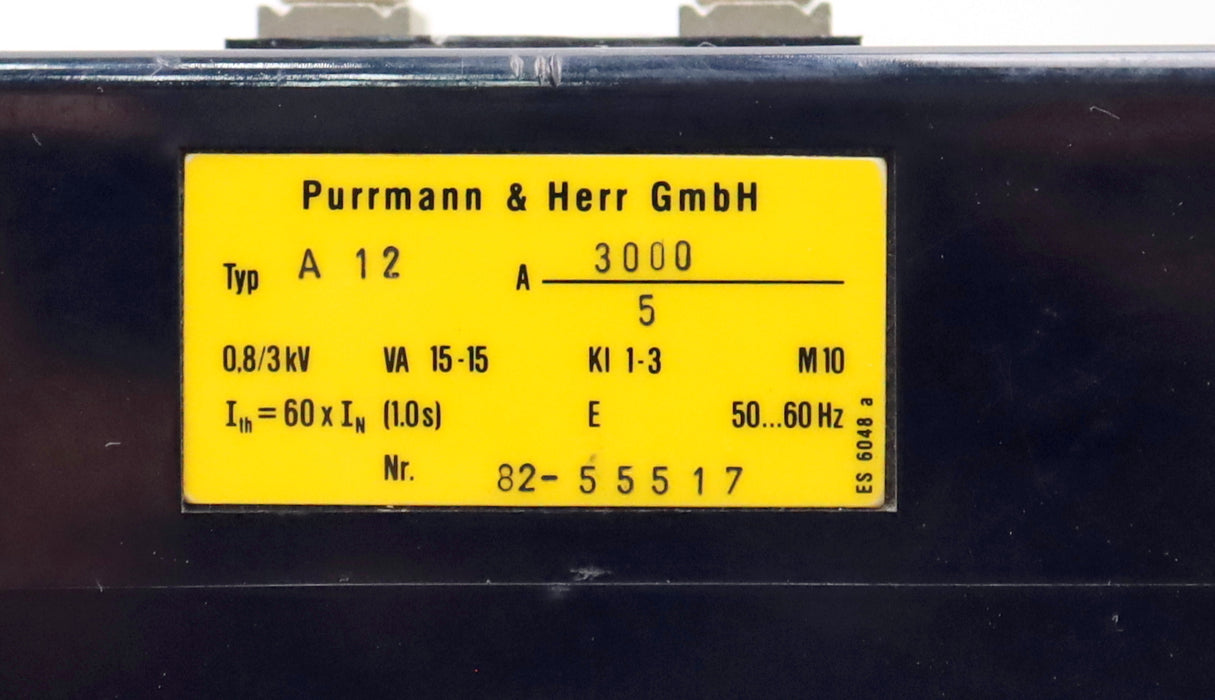 Purrmann & Herr GmbH
Typ A 12 A 3000
5
0,8/3 kV VA 15-15 Kl 1-3 M10
Ith = 60 x IN (1.0s) E 50...60 Hz
Nr. 82-55517
ES 6048 a